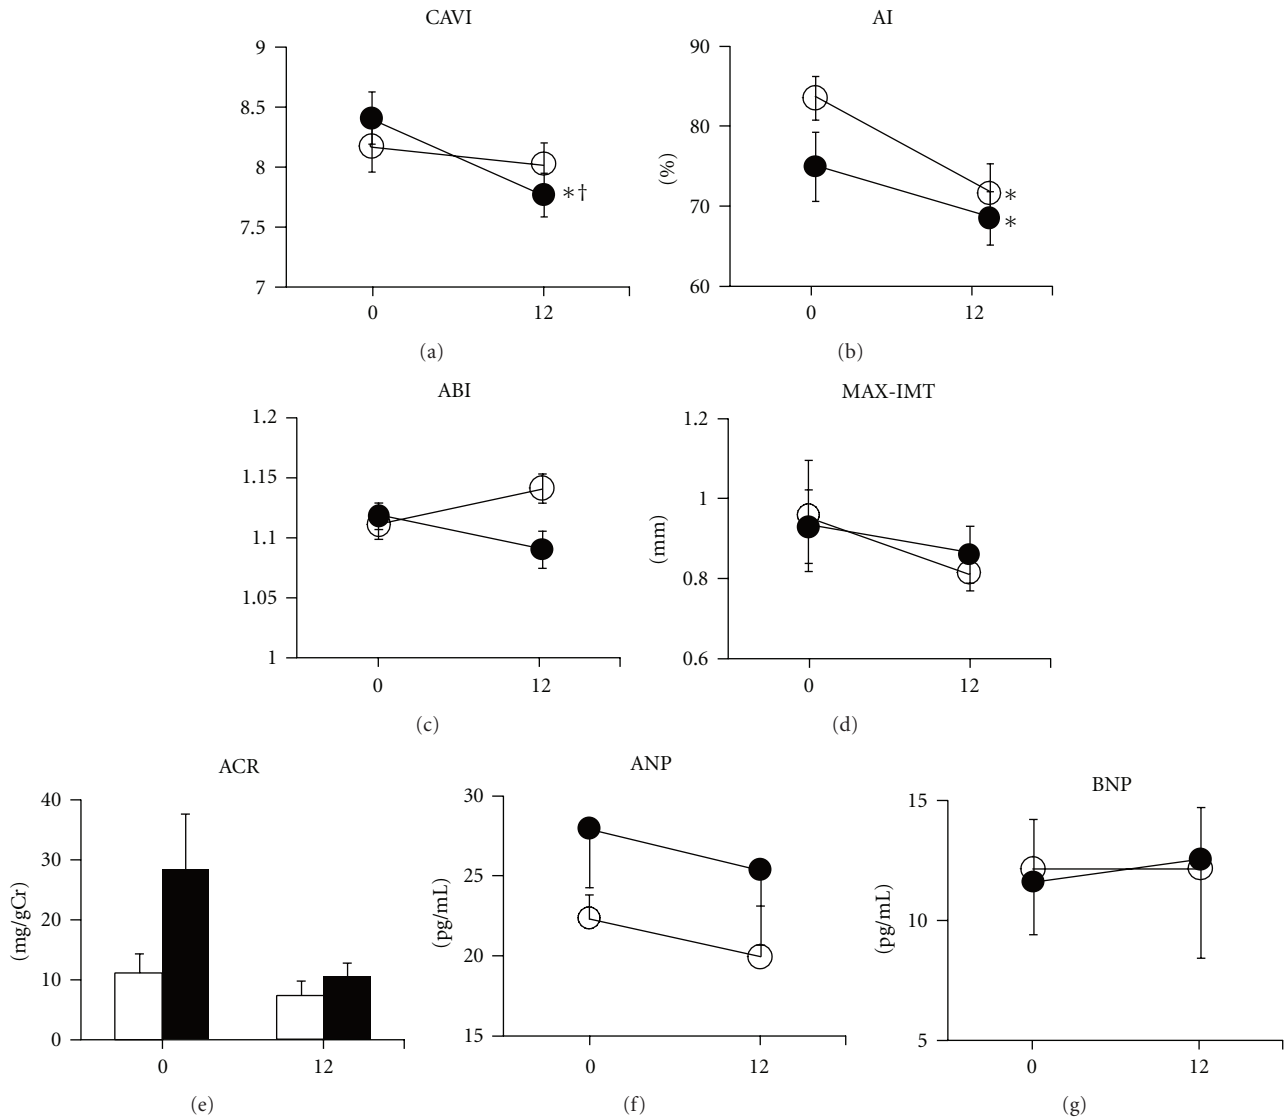 CAVI
9
8.5
8
7.5
7
0
12
∗†
(a)
AI
90
80
70
60
(%)
0
12
∗
∗
(b)
ABI
1.2
1.15
1.1
1.05
1
0
12
(c)
MAX-IMT
1.2
1
0.8
0.6
(mm)
0
12
(d)
ACR
40
30
20
10
0
(mg/gCr)
0
12
(e)
ANP
30
25
20
15
(pg/mL)
0
12
(f)
BNP
15
10
5
(pg/mL)
0
12
(g)